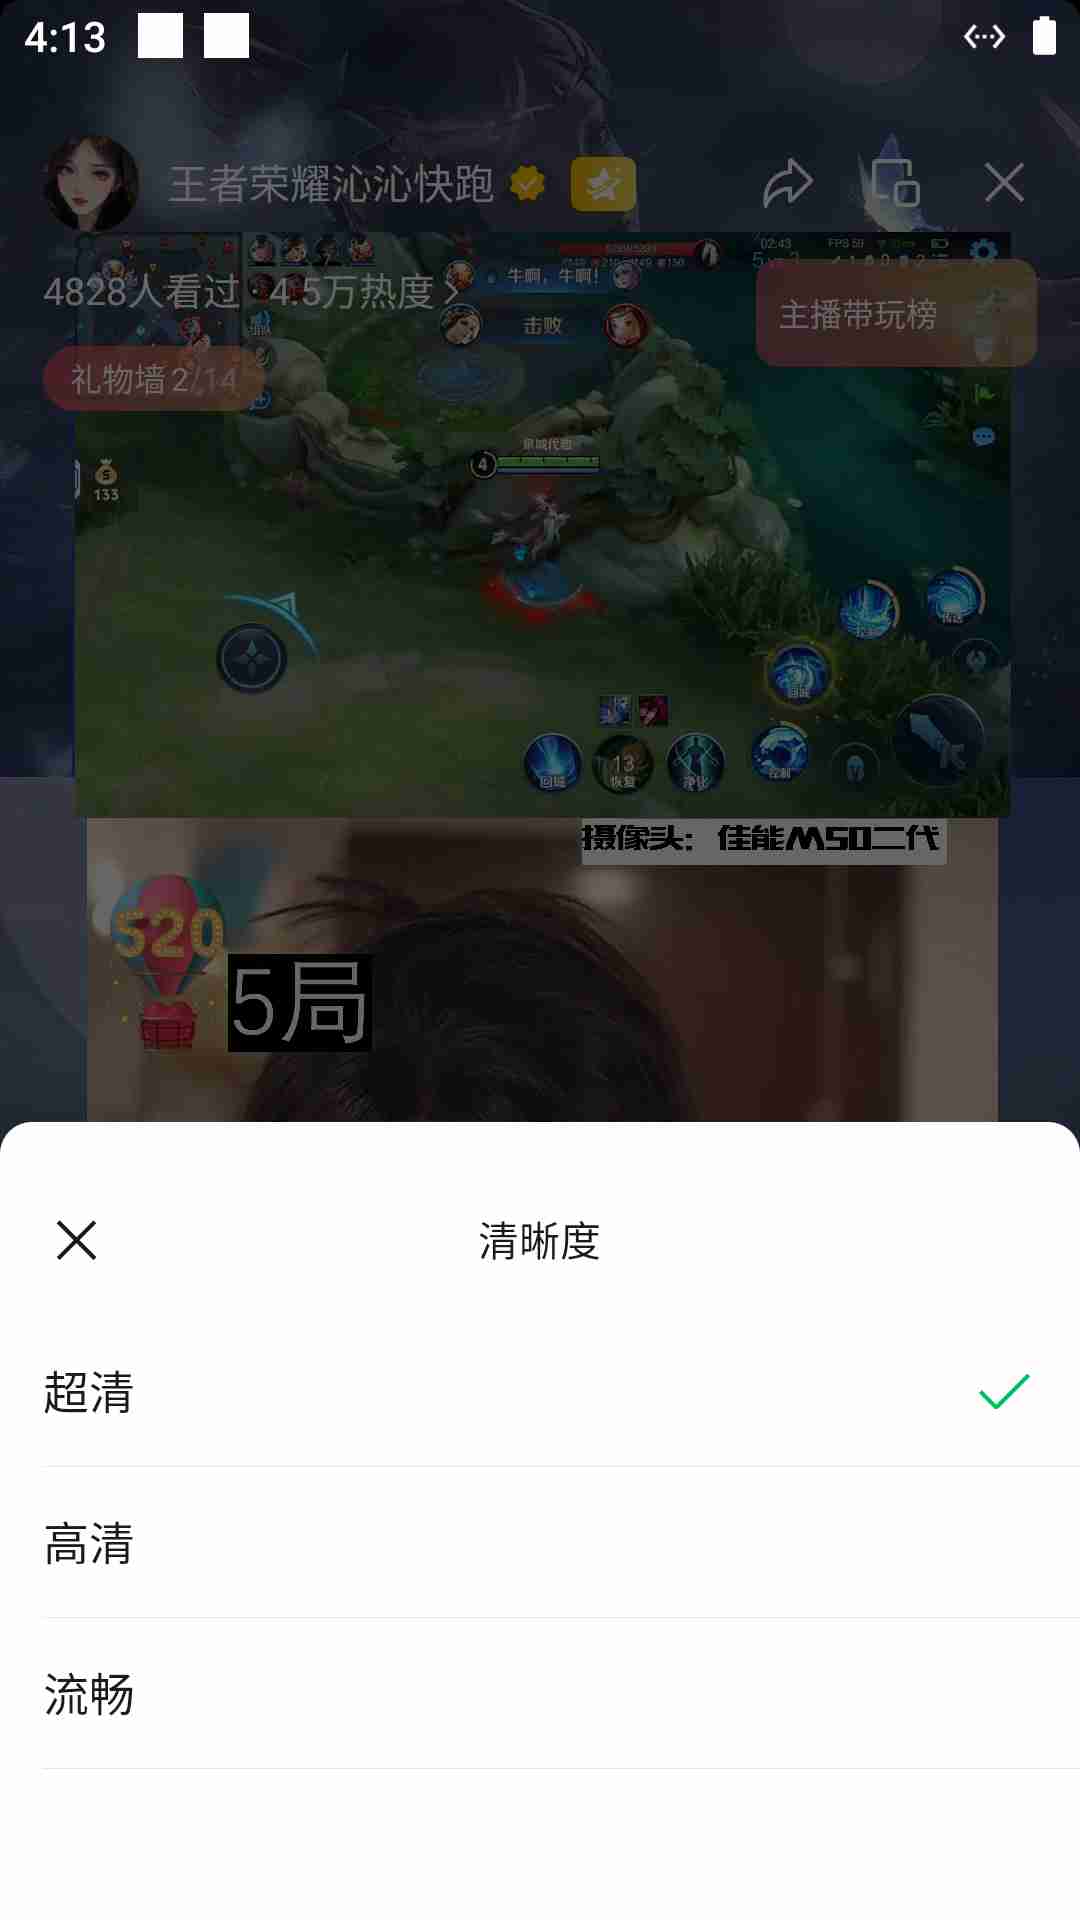 4:13
王者荣耀沁沁快跑
02:43 FPS 59
4828人看过 · 4.5万热度
牛啊，牛啊！
击败
主播带玩榜
礼物墙 2/14
4
133
回城
13
恢复
净化
摄像头：佳能M50二代
520
5局
清晰度
超清
高清
流畅